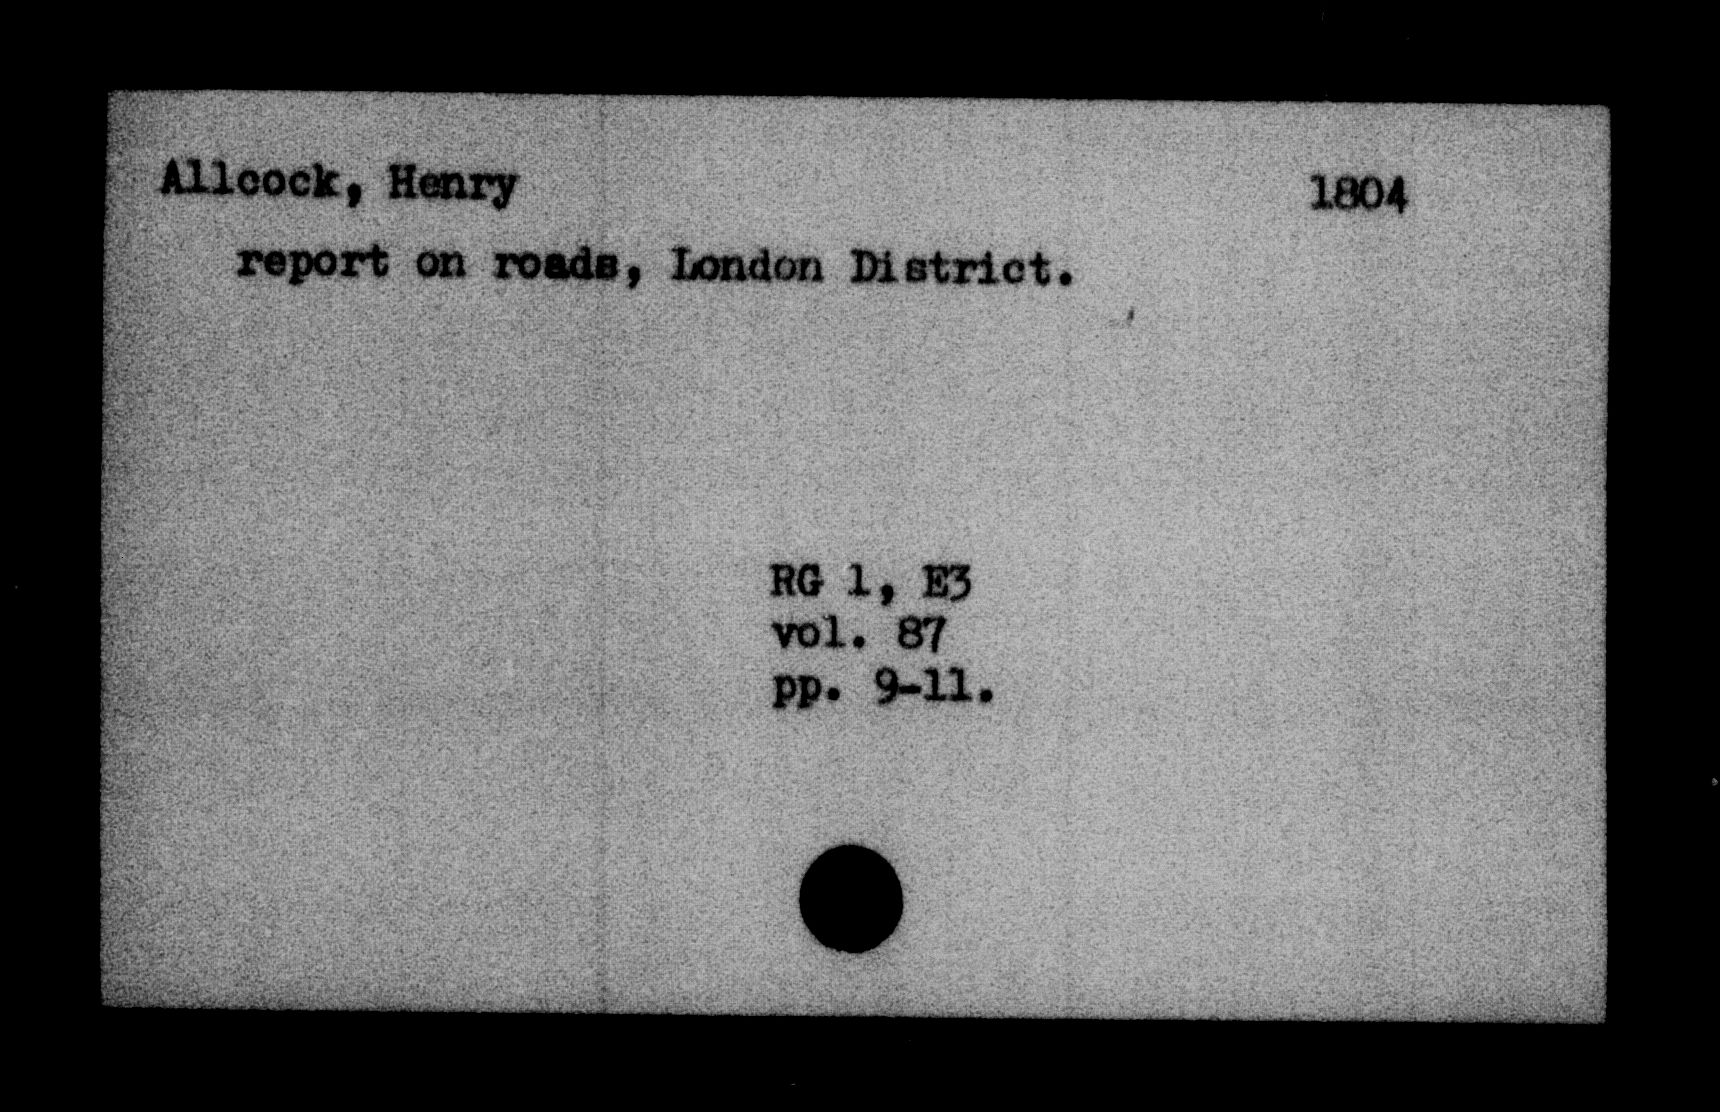 Allcock, Henry 1804
report on roads, London District.
RG 1, E3
vol. 87
pp. 9-11.